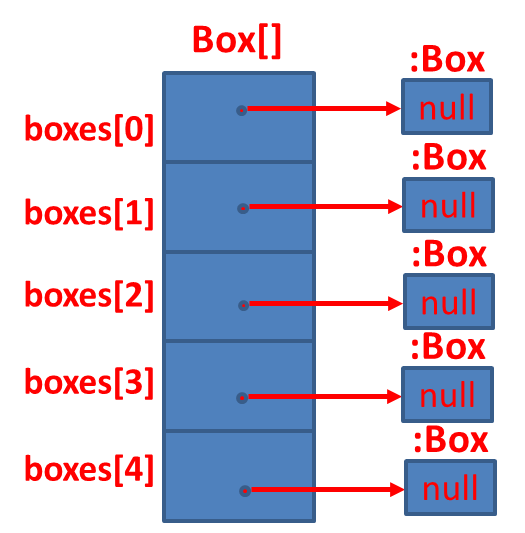 Box[]
:Box
null
boxes[0]
:Box
null
boxes[1]
:Box
null
boxes[2]
:Box
null
boxes[3]
:Box
null
boxes[4]